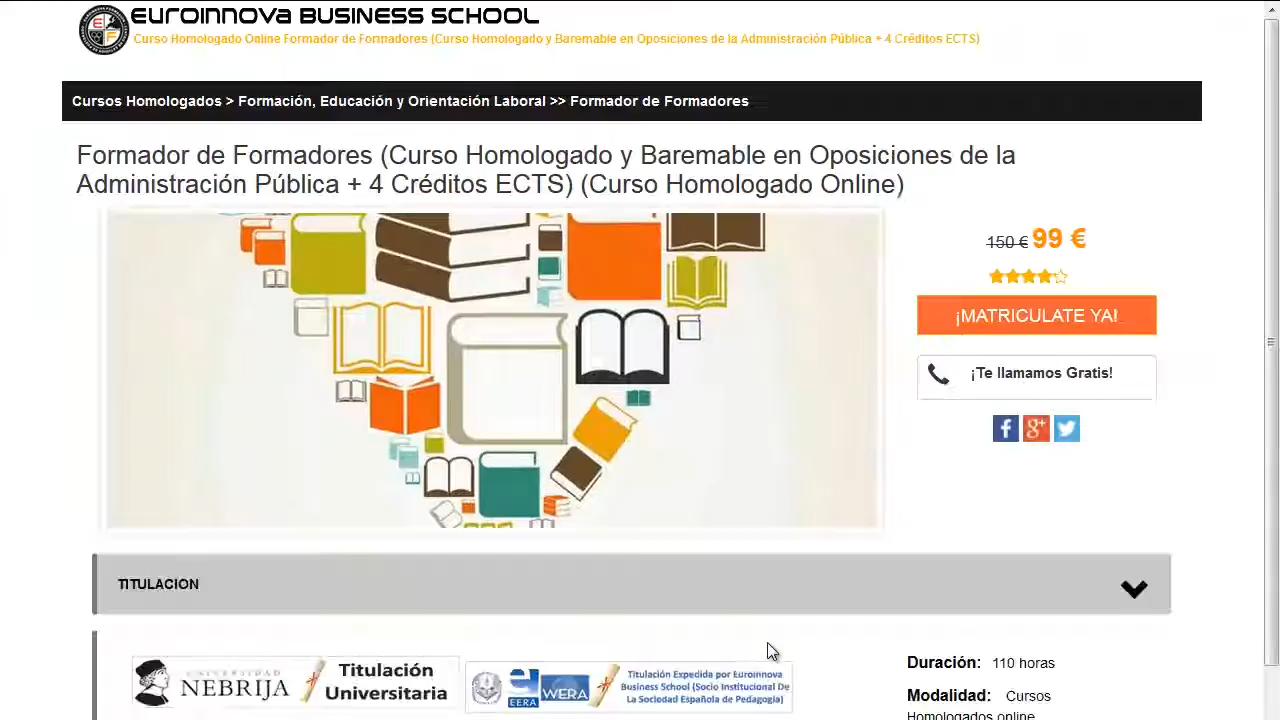 EUROINNOVA BUSINESS SCHOOL
Curso Homologado Online Formador de Formadores (Curso Homologado y Baremable en Oposiciones de la Administración Pública + 4 Créditos ECTS)
Cursos Homologados > Formación, Educación y Orientación Laboral >> Formador de Formadores
Formador de Formadores (Curso Homologado y Baremable en Oposiciones de la
Administración Pública + 4 Créditos ECTS) (Curso Homologado Online)
150 € 99 €
¡MATRICULATE YA!
¡Te llamamos Gratis!
TITULACION
UNIVERSIDAD
NEBRIJA
Titulación
Universitaria
EERA
WERA
Titulación Expedida por Euroinnova
Business School (Socio Institucional De
La Sociedad Española de Pedagogía)
Duración: 110 horas
Modalidad: Cursos
Homologados online